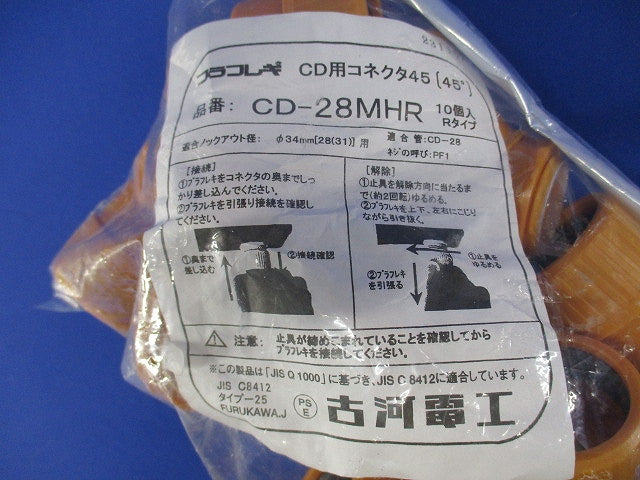 プラフレキ CD用コネクタ45 (45°)
品番: CD-28MHR 10個入
Rタイプ
適合ノックアウト径: φ34mm[28(31)] 用
適合管:CD-28
ネジの呼び:PF1
[接続]
①プラフレキをコネクタの奥までしっ
かり差し込んでください。
②プラフレキを引張り接続を確認し
てください。
①奥まで
差し込む
②接続確認
[解除]
①止具を解除方向に当たるま
で(約2回転)ゆるめる。
②プラフレキを上下、左右にこじり
ながら引き抜く。
①止具を
ゆるめる
②プラフレキ
を引張る
注意: 止具が締めこまれていることを確認してから
プラフレキを接続してください。
※この製品は「JIS Q 1000」に基づき、JIS C 8412に適合しています。
JIS C8412
タイプ-25
FURUKAWA.J
PS
E
古河電工